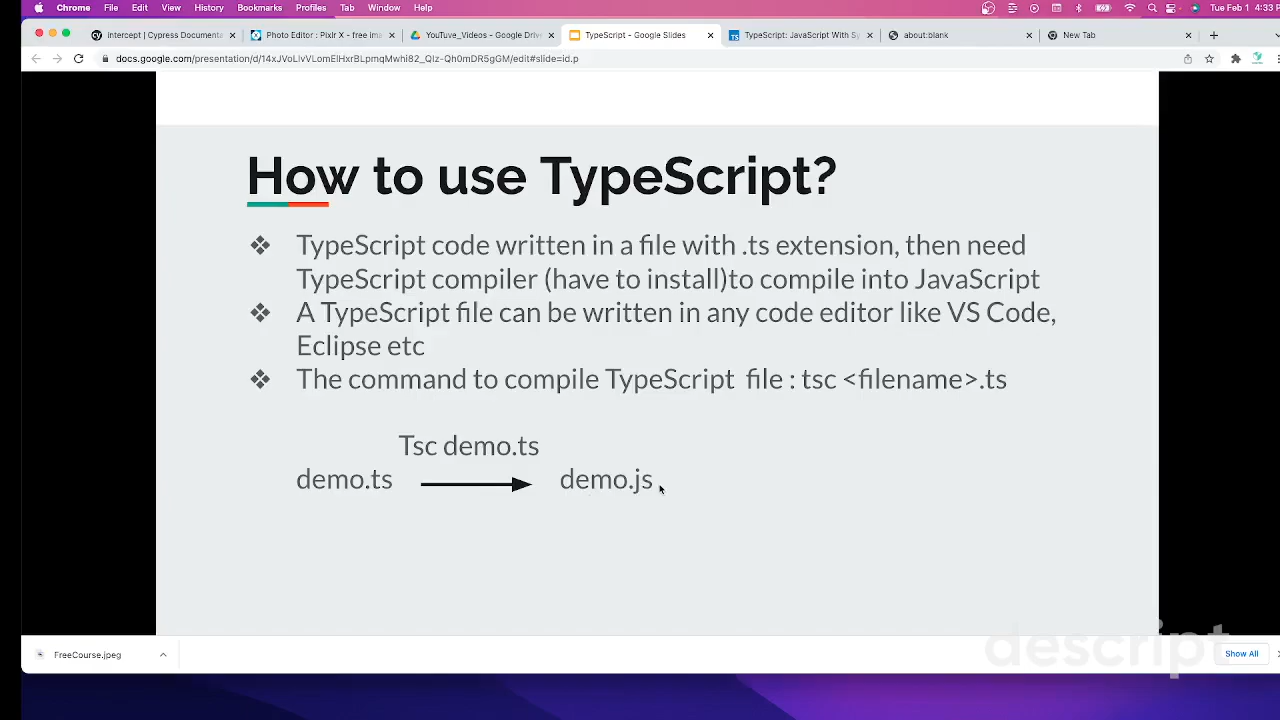 Chrome File Edit View History Bookmarks Profiles Tab Window Help Tue Feb 1 4:33 P
intercept | Cypress Documenta Photo Editor : Pixlr X - free ima YouTuve_Videos - Google Drive TypeScript - Google Slides TypeScript: JavaScript With Sy about:blank New Tab
docs.google.com/presentation/d/14xJVoLlvVLomElHxrBLpmqMwhi82_Qlz-Qh0mDR5gGM/edit#slide=id.p
How to use TypeScript?
❖ TypeScript code written in a file with .ts extension, then need
TypeScript compiler (have to install)to compile into JavaScript
❖ A TypeScript file can be written in any code editor like VS Code,
Eclipse etc
❖ The command to compile TypeScript file : tsc <filename>.ts
Tsc demo.ts
demo.ts demo.js
descript
FreeCourse.jpeg Show All